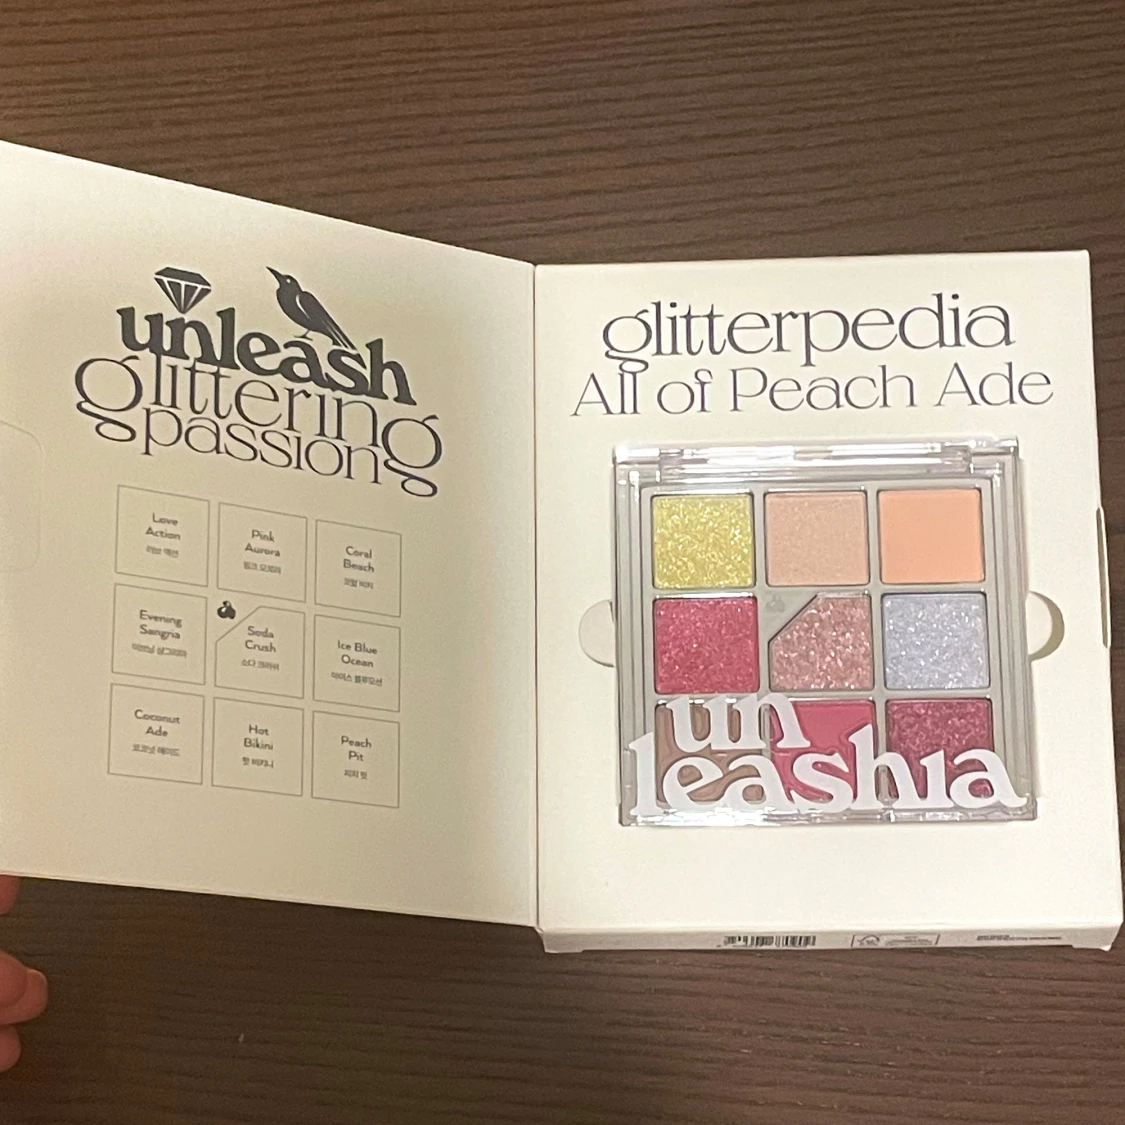 unleash
glittering
passion
Love
Action
러브 액션
Pink
Aurora
핑크 오로라
Coral
Beach
코랄 비치
Evening
Sangria
이브닝 샹그리아
Soda
Crush
소다 크러쉬
Ice Blue
Ocean
아이스 블루오션
Coconut
Ade
코코넛 에이드
Hot
Bikini
핫 비키니
Peach
Pit
피치 핏
glitterpedia
All of Peach Ade
un
leashia